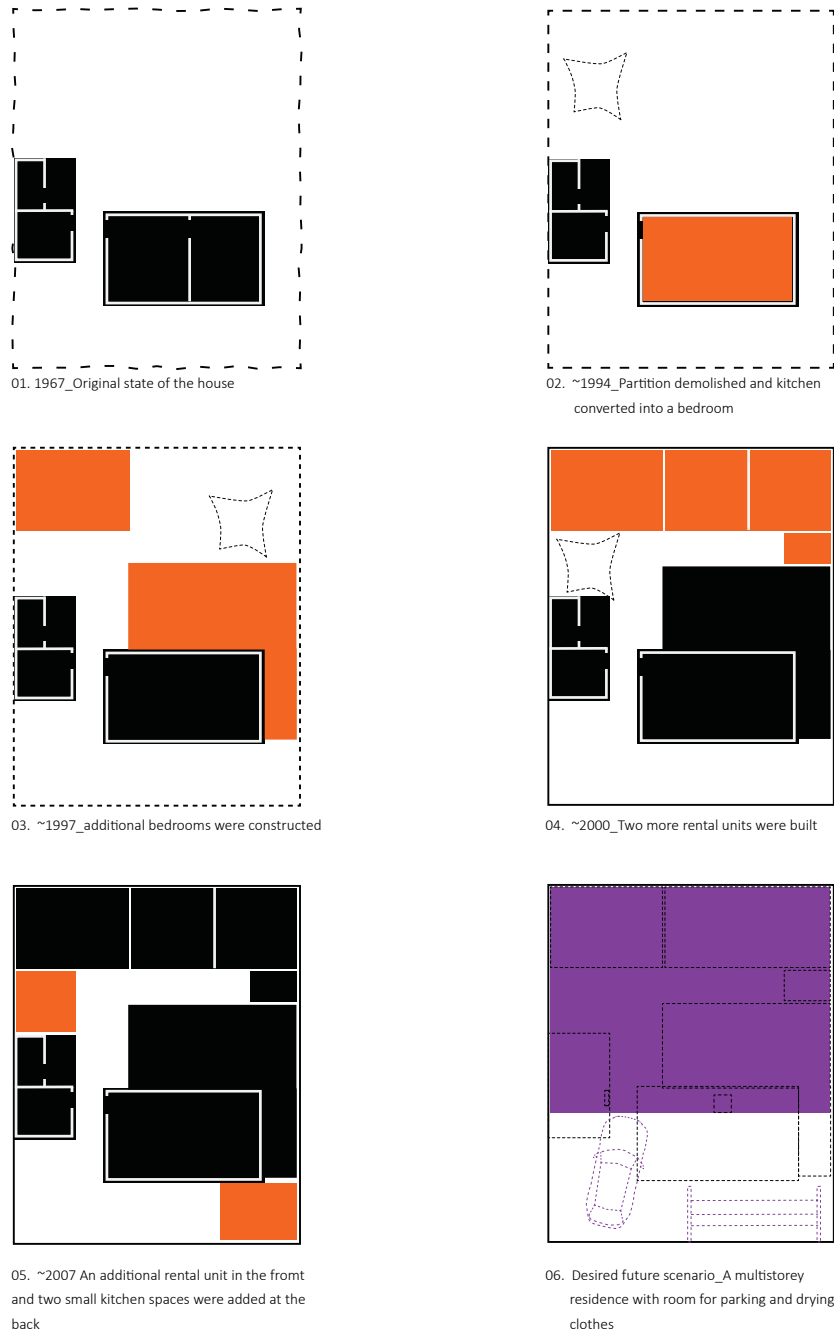 01. 1967_Original state of the house
02. ~1994_Partition demolished and kitchen
converted into a bedroom
03. ~1997_additional bedrooms were constructed
04. ~2000_Two more rental units were built
05. ~2007 An additional rental unit in the fromt
and two small kitchen spaces were added at the
back
06. Desired future scenario_A multistorey
residence with room for parking and drying
clothes